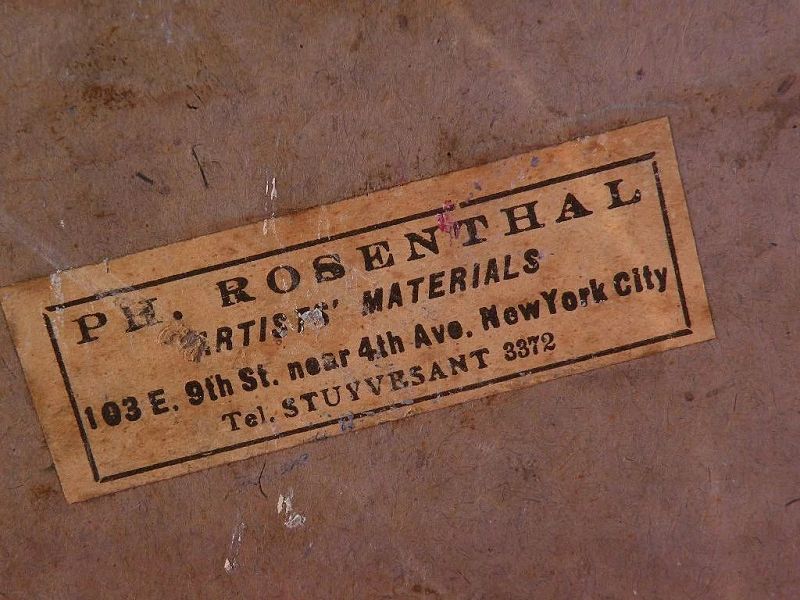 PH. ROSENTHAL
ARTISTS' MATERIALS
103 E. 9th St. near 4th Ave. New York City
Tel. STUYVESANT 3372